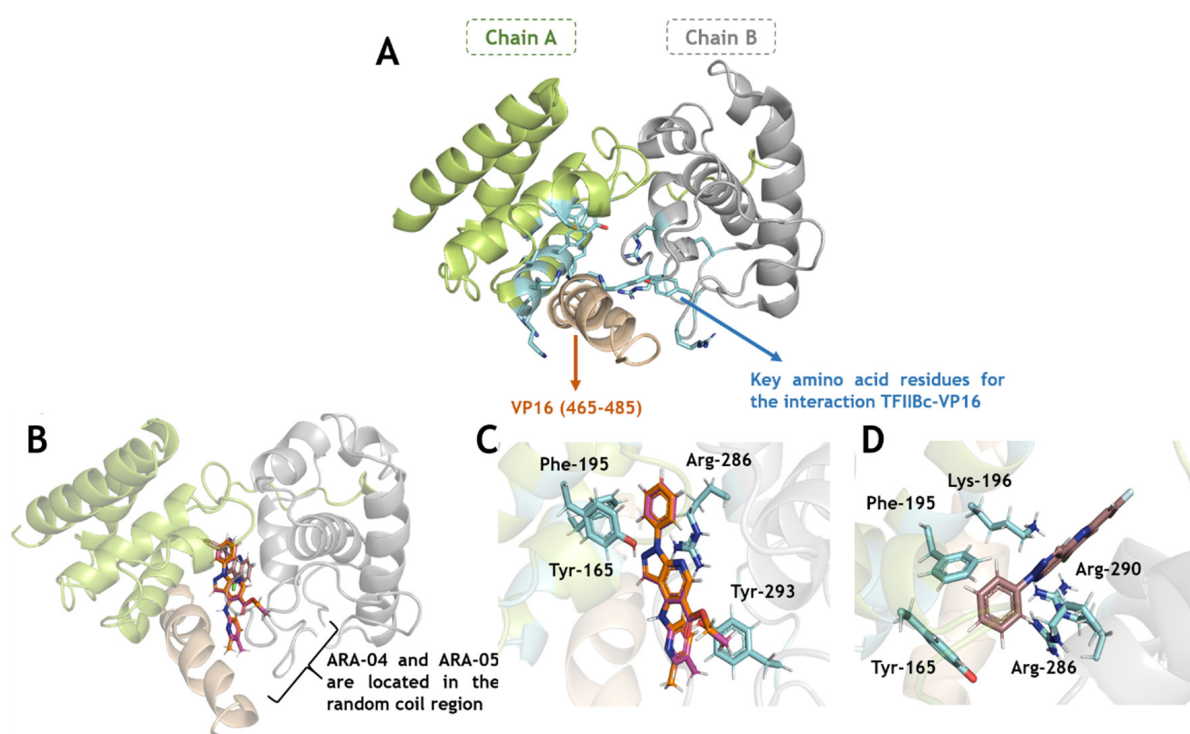 Chain A
Chain B
A
Key amino acid residues for
the interaction TFIIBc-VP16
VP16 (465-485)
B
ARA-04 and ARA-05
are located in the
random coil region
C
Phe-195
Arg-286
Tyr-165
Tyr-293
D
Lys-196
Phe-195
Arg-290
Tyr-165
Arg-286